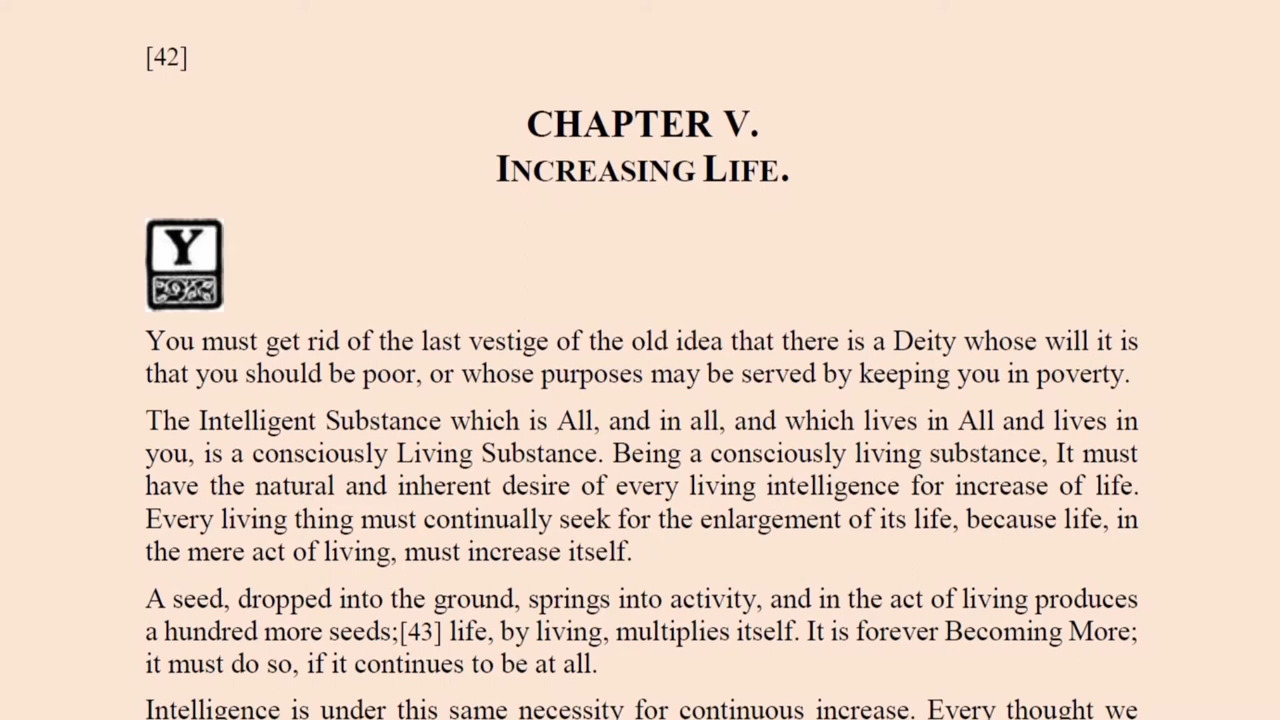 [42]
CHAPTER V.
INCREASING LIFE.
Y
You must get rid of the last vestige of the old idea that there is a Deity whose will it is
that you should be poor, or whose purposes may be served by keeping you in poverty.
The Intelligent Substance which is All, and in all, and which lives in All and lives in
you, is a consciously Living Substance. Being a consciously living substance, It must
have the natural and inherent desire of every living intelligence for increase of life.
Every living thing must continually seek for the enlargement of its life, because life, in
the mere act of living, must increase itself.
A seed, dropped into the ground, springs into activity, and in the act of living produces
a hundred more seeds;[43] life, by living, multiplies itself. It is forever Becoming More;
it must do so, if it continues to be at all.
Intelligence is under this same necessity for continuous increase. Every thought we